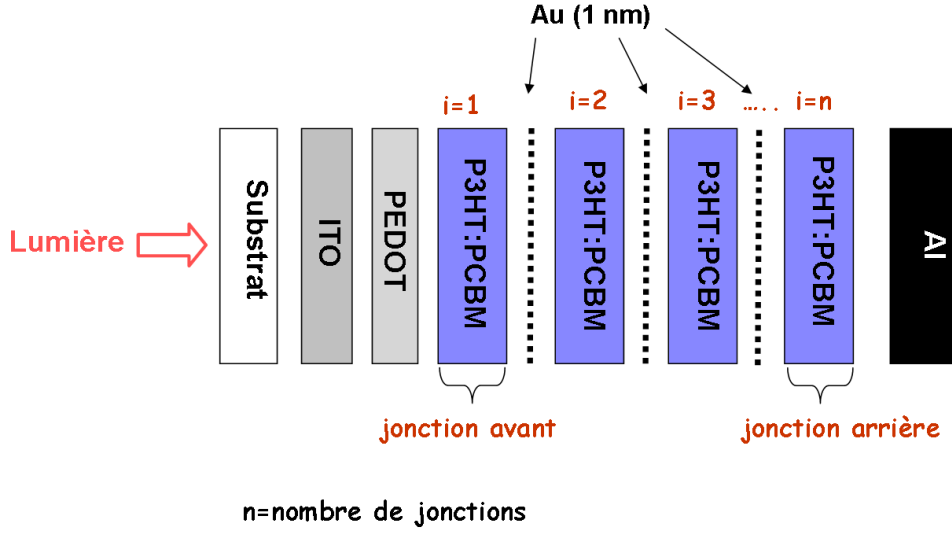 Au (1 nm)
i=1 i=2 i=3 ..... i=n
Lumière
Substrat
ITO
PEDOT
P3HT:PCBM
P3HT:PCBM
P3HT:PCBM
P3HT:PCBM
Al
jonction avant
jonction arrière
n=nombre de jonctions